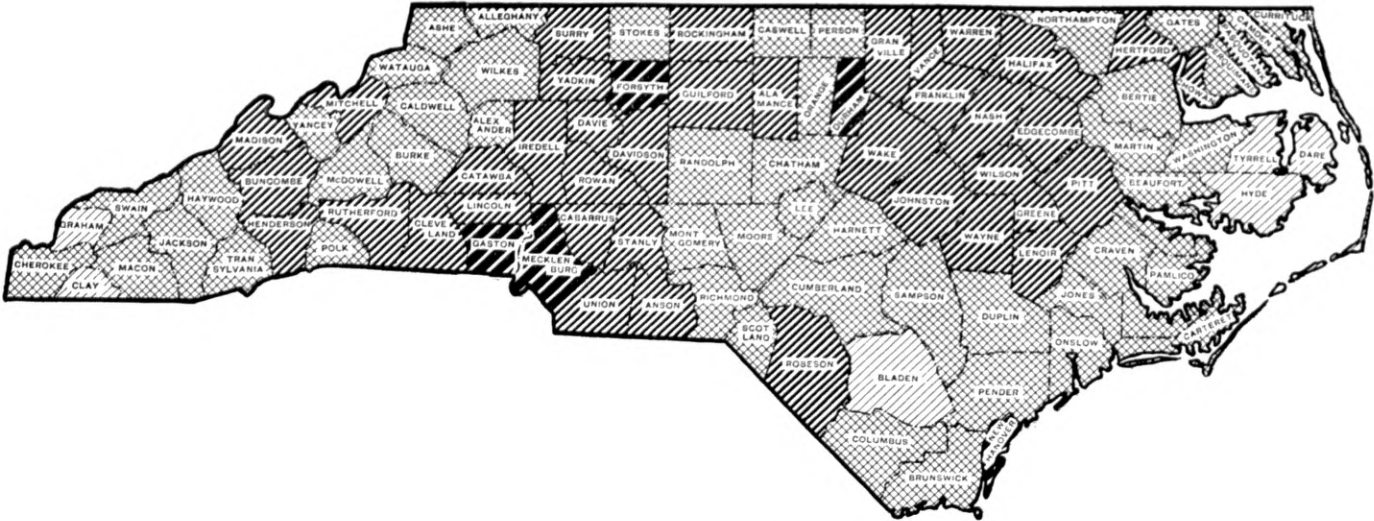 ALLEGHANY
ASHE
SURRY
STOKES
ROCKINGHAM
CASWELL
PERSON
GRAN
VILLE
VANCE
WARREN
NORTHAMPTON
GATES
CAMDEN
CURRITUCK
HERTFORD
HALIFAX
WATAUGA
WILKES
YADKIN
FORSYTH
GUILFORD
ALA
MANCE
ORANGE
DURHAM
FRANKLIN
NASH
EDGECOMBE
BERTIE
MARTIN
WASHINGTON
TYRRELL
DARE
MITCHELL
YANCEY
CALDWELL
ALEX
ANDER
DAVIE
IREDELL
DAVIDSON
RANDOLPH
CHATHAM
WAKE
WILSON
PITT
BEAUFORT
HYDE
MADISON
BUNCOMBE
McDOWELL
BURKE
CATAWBA
ROWAN
LINCOLN
HAYWOOD
SWAIN
GRAHAM
JACKSON
HENDERSON
RUTHERFORD
CLEVE
LAND
GASTON
MECKLEN
BURG
CABARRUS
STANLY
MONT
GOMERY
MOORE
LEE
HARNETT
JOHNSTON
WAYNE
GREENE
LENOIR
CRAVEN
PAMLICO
CHEROKEE
CLAY
MACON
TRAN
SYLVANIA
POLK
UNION
ANSON
RICHMOND
SCOT
LAND
CUMBERLAND
SAMPSON
DUPLIN
JONES
ONSLOW
CARTERET
ROBESON
BLADEN
PENDER
COLUMBUS
NEW
HANOVER
BRUNSWICK